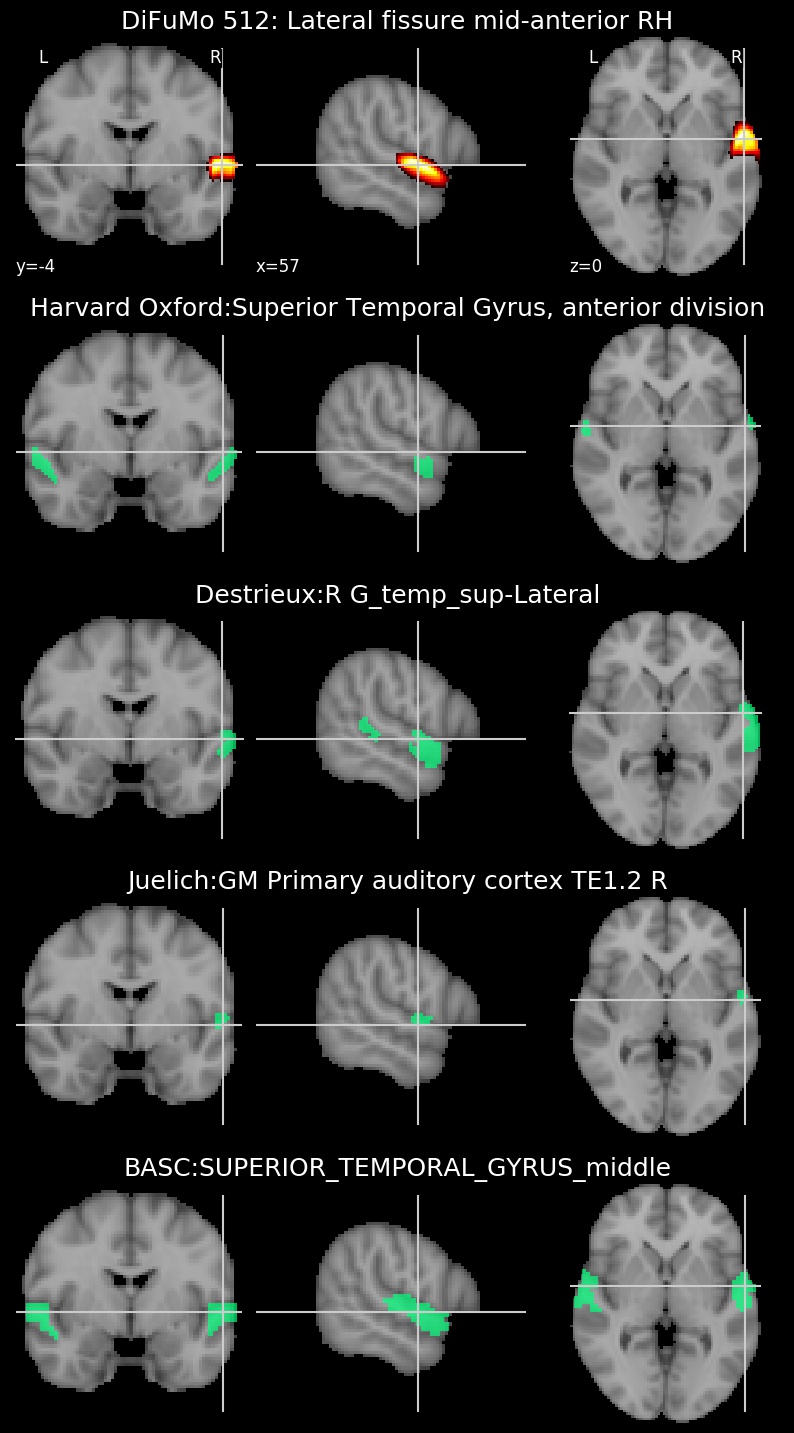 DiFuMo 512: Lateral fissure mid-anterior RH
L R L R
y=-4 x=57 z=0
Harvard Oxford:Superior Temporal Gyrus, anterior division
Destrieux:R G_temp_sup-Lateral
Juelich:GM Primary auditory cortex TE1.2 R
BASC:SUPERIOR_TEMPORAL_GYRUS_middle